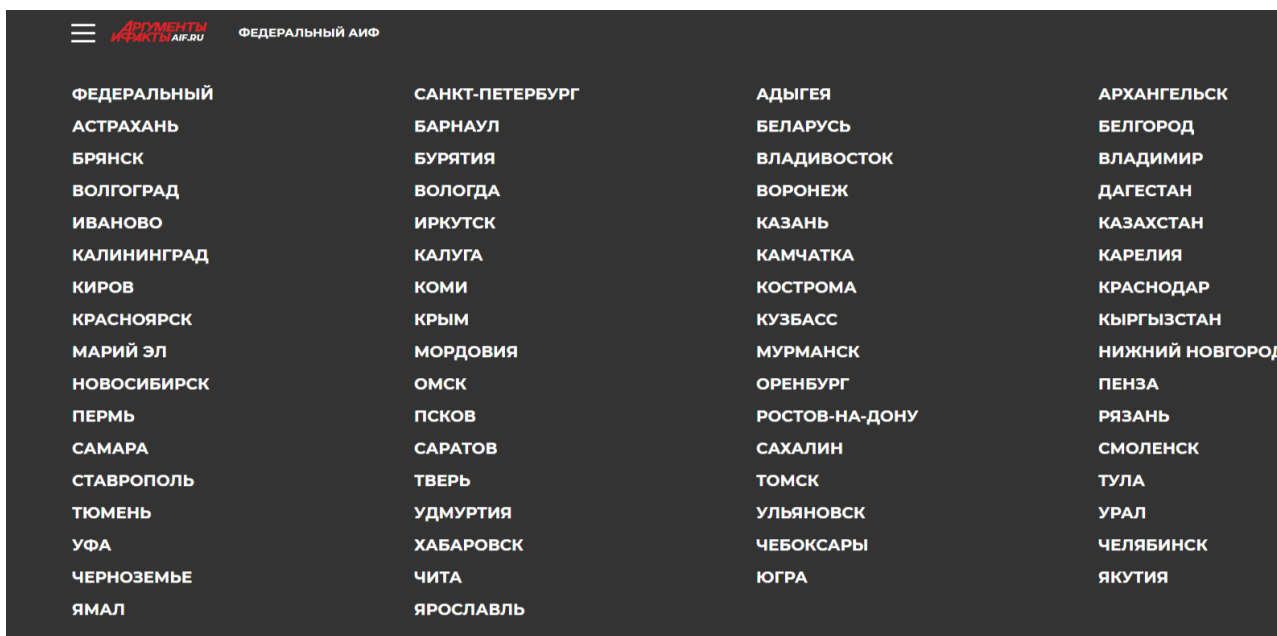 АРГУМЕНТЫ
И ФАКТЫ AIF.RU ФЕДЕРАЛЬНЫЙ АИФ
ФЕДЕРАЛЬНЫЙ САНКТ-ПЕТЕРБУРГ АДЫГЕЯ АРХАНГЕЛЬСК
АСТРАХАНЬ БАРНАУЛ БЕЛАРУСЬ БЕЛГОРОД
БРЯНСК БУРЯТИЯ ВЛАДИВОСТОК ВЛАДИМИР
ВОЛГОГРАД ВОЛОГДА ВОРОНЕЖ ДАГЕСТАН
ИВАНОВО ИРКУТСК КАЗАНЬ КАЗАХСТАН
КАЛИНИНГРАД КАЛУГА КАМЧАТКА КАРЕЛИЯ
КИРОВ КОМИ КОСТРОМА КРАСНОДАР
КРАСНОЯРСК КРЫМ КУЗБАСС КЫРГЫЗСТАН
МАРИЙ ЭЛ МОРДОВИЯ МУРМАНСК НИЖНИЙ НОВГОРОД
НОВОСИБИРСК ОМСК ОРЕНБУРГ ПЕНЗА
ПЕРМЬ ПСКОВ РОСТОВ-НА-ДОНУ РЯЗАНЬ
САМАРА САРАТОВ САХАЛИН СМОЛЕНСК
СТАВРОПОЛЬ ТВЕРЬ ТОМСК ТУЛА
ТЮМЕНЬ УДМУРТИЯ УЛЬЯНОВСК УРАЛ
УФА ХАБАРОВСК ЧЕБОКСАРЫ ЧЕЛЯБИНСК
ЧЕРНОЗЕМЬЕ ЧИТА ЮГРА ЯКУТИЯ
ЯМАЛ ЯРОСЛАВЛЬ